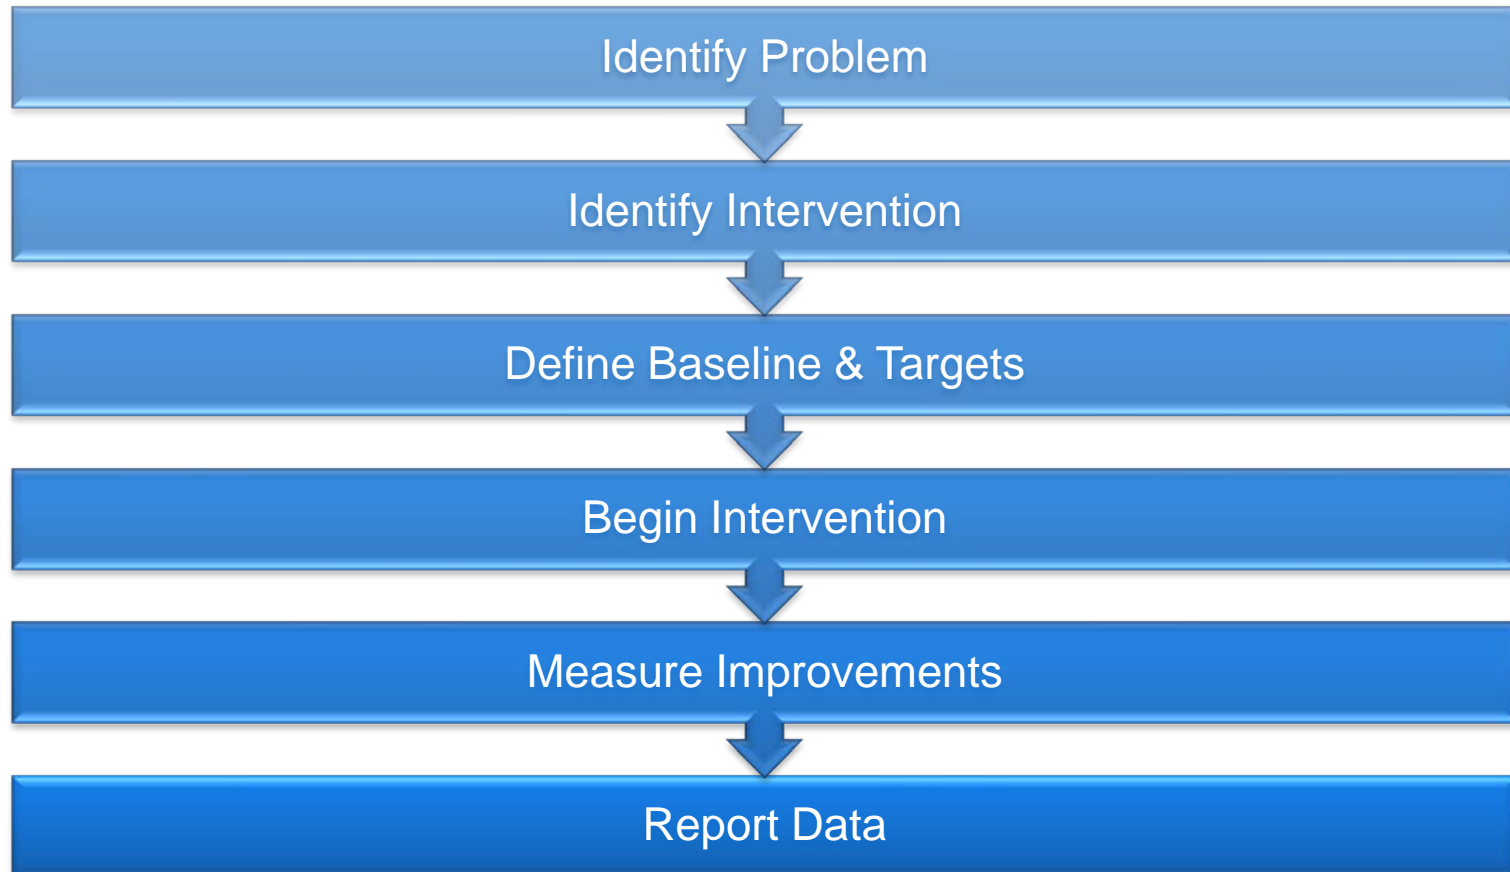 Identify Problem
Identify Intervention
Define Baseline & Targets
Begin Intervention
Measure Improvements
Report Data